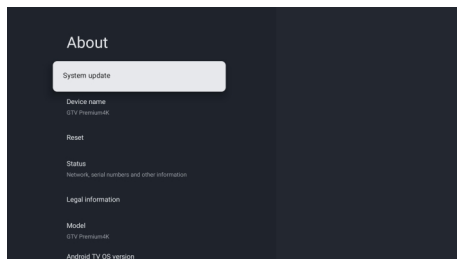 About
System update
Device name
GTV Premium4K
Reset
Status
Network, serial numbers and other information
Legal information
Model
GTV Premium4K
Android TV OS version